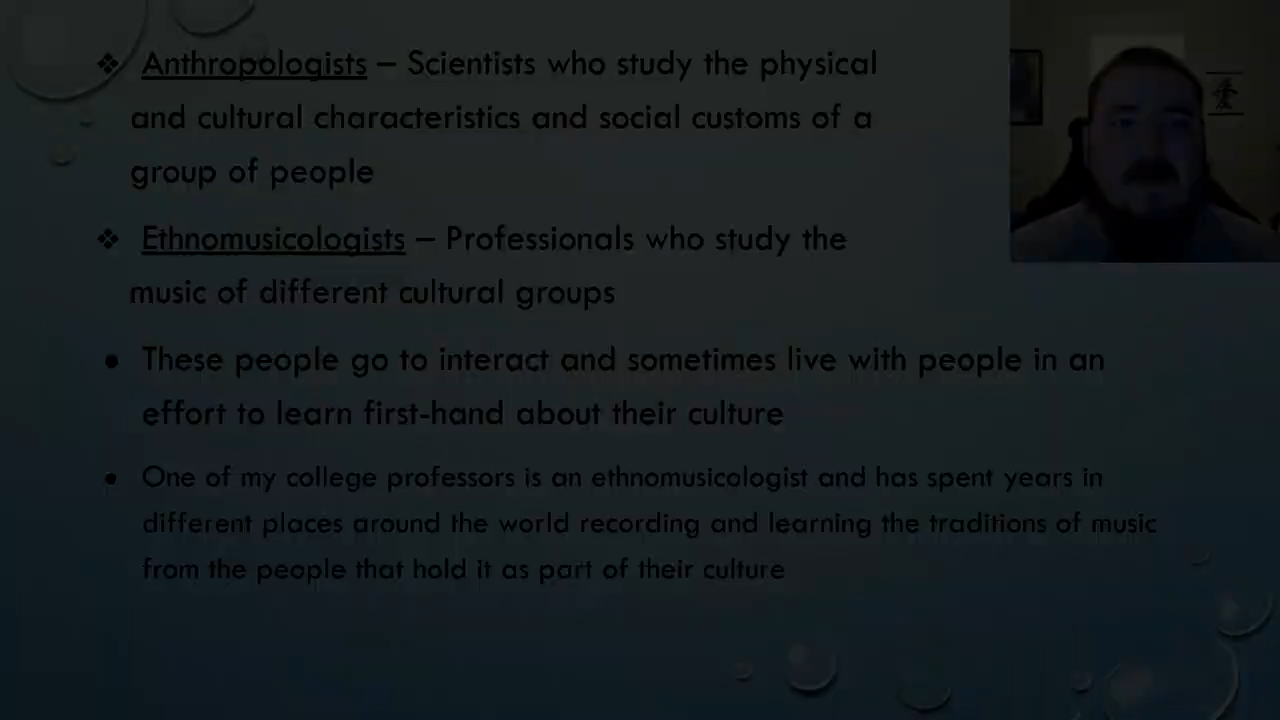 ❖ Anthropologists – Scientists who study the physical
and cultural characteristics and social customs of a
group of people
❖ Ethnomusicologists – Professionals who study the
music of different cultural groups
• These people go to interact and sometimes live with people in an
effort to learn first-hand about their culture
• One of my college professors is an ethnomusicologist and has spent years in
different places around the world recording and learning the traditions of music
from the people that hold it as part of their culture